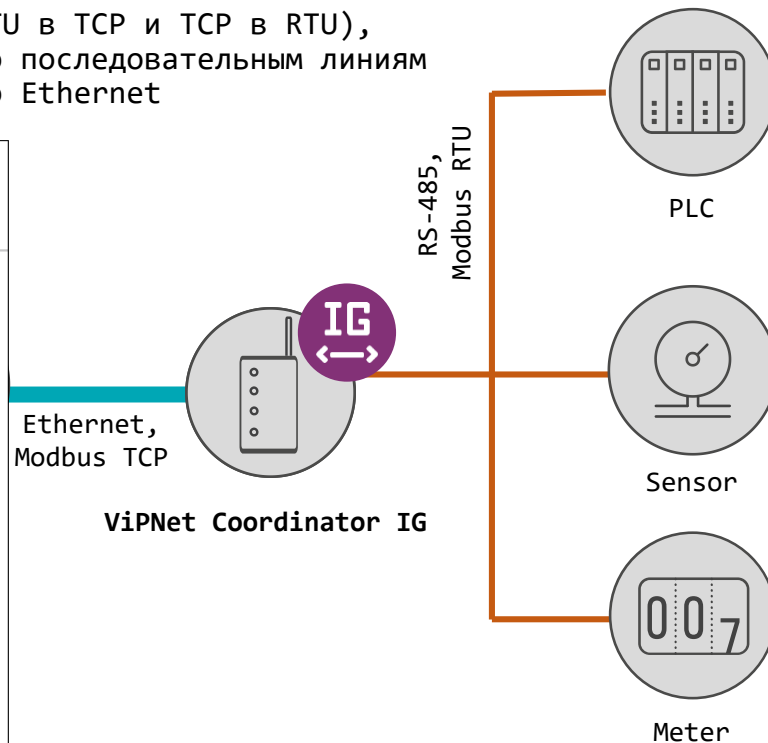 в TCP и TCP в RTU),
последовательным линиям
Ethernet
RS-485,
Modbus RTU
PLC
IG
Ethernet,
Modbus TCP
Sensor
ViPNet Coordinator IG
007
Meter